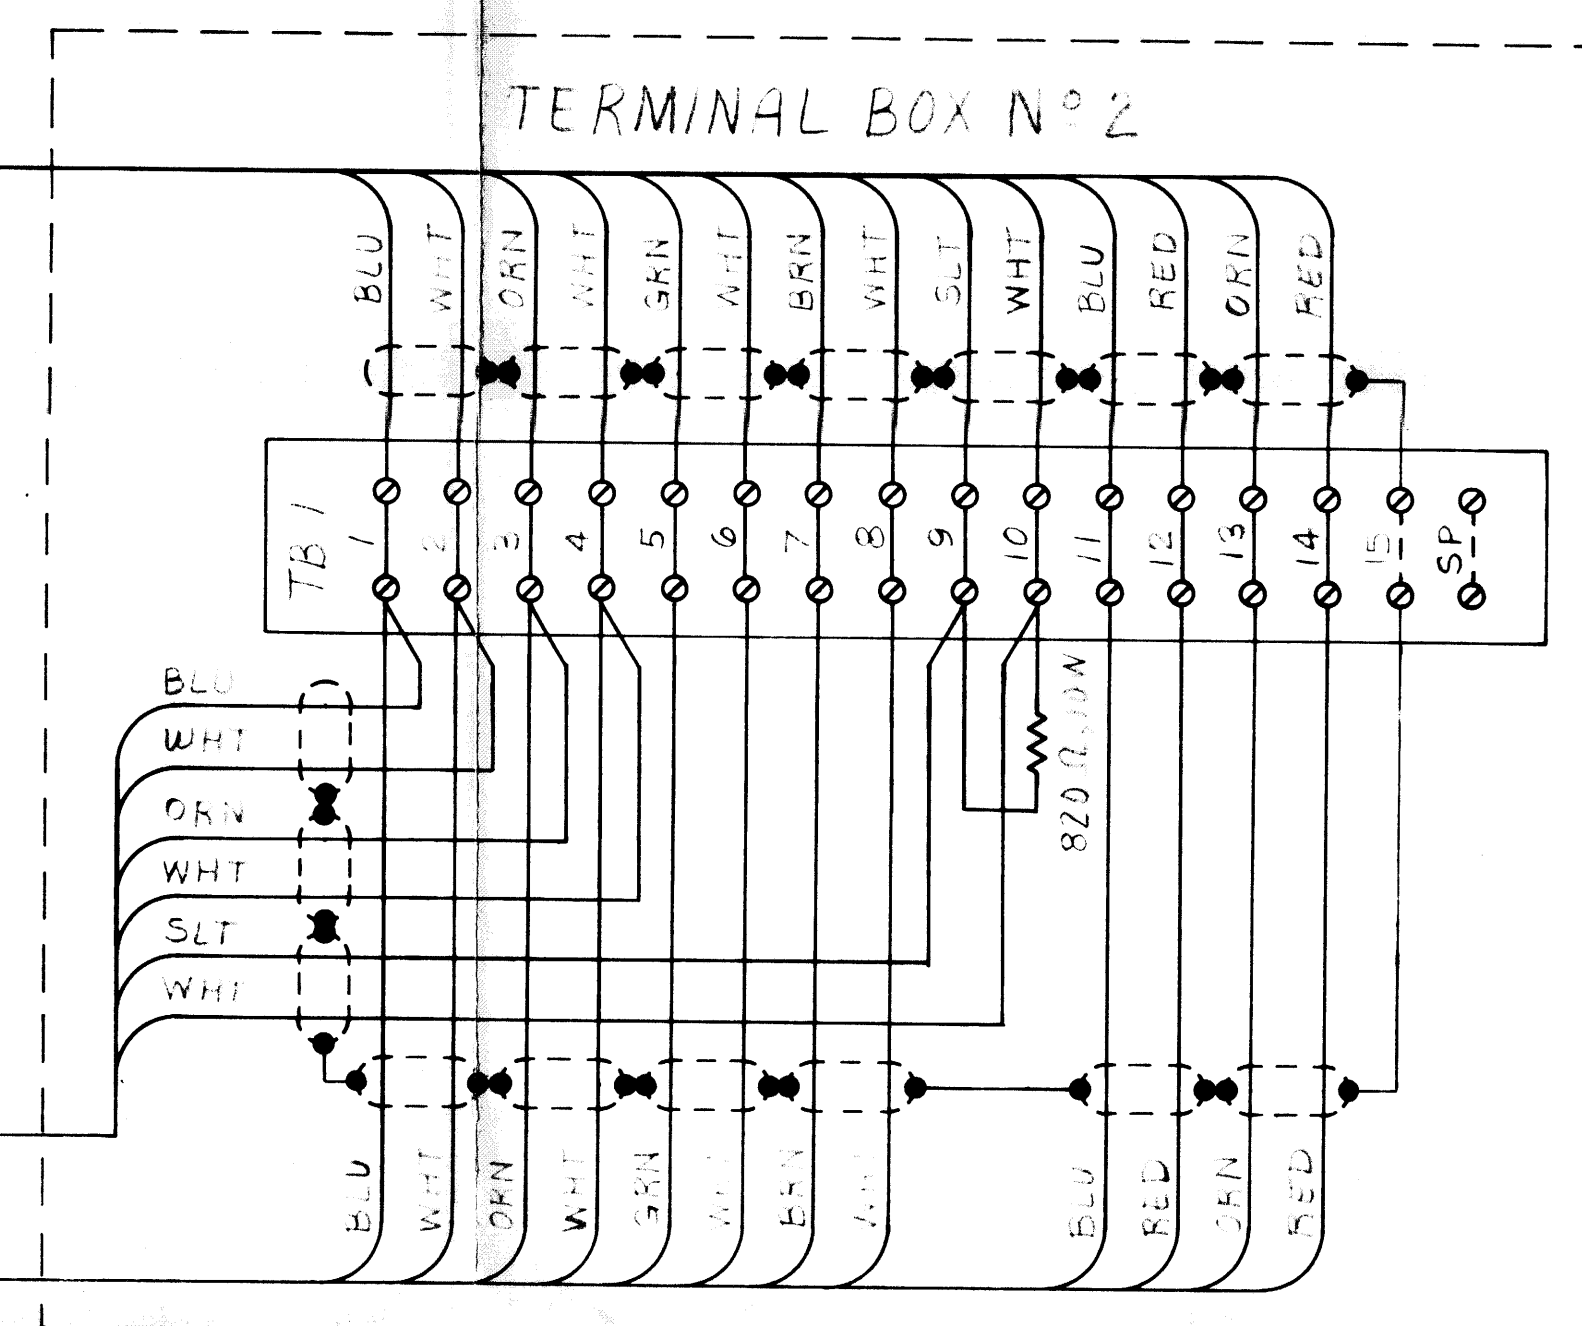 TERMINAL BOX Nº 2
BLU WHT ORN WHT GRN WHT BRN WHT SLT WHT BLU RED ORN RED
TB 1
1 2 3 4 5 6 7 8 9 10 11 12 13 14 15 SP
820 Ω, 10W
BLU
WHT
ORN
WHT
SLT
WHT
BLU WHT ORN WHT GRN WHT BRN WHT BLU RED ORN RED